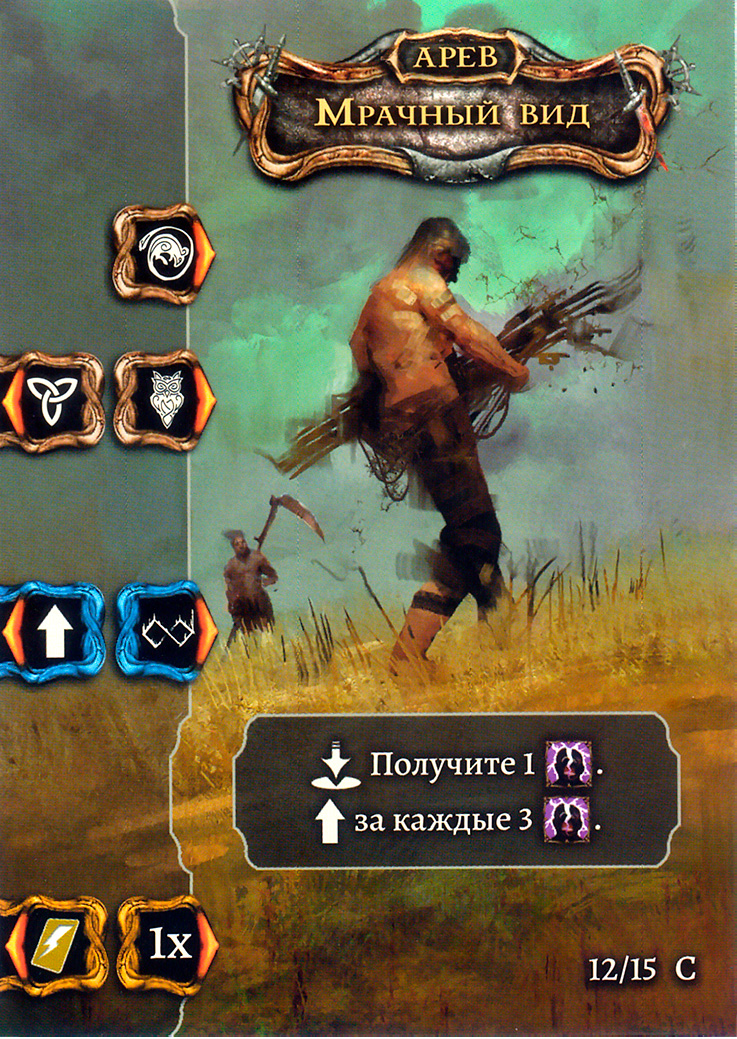 АРЕВ
Мрачный вид
Получите 1 .
за каждые 3 .
1x
12/15 C